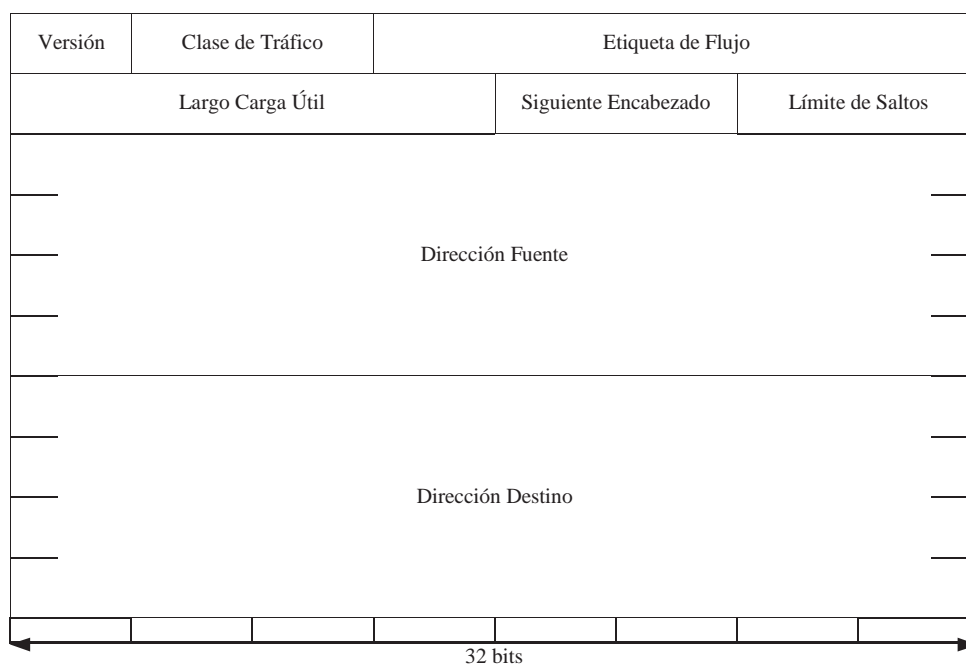 Versión
Clase de Tráfico
Etiqueta de Flujo
Largo Carga Útil
Siguiente Encabezado
Límite de Saltos
Dirección Fuente
Dirección Destino
32 bits